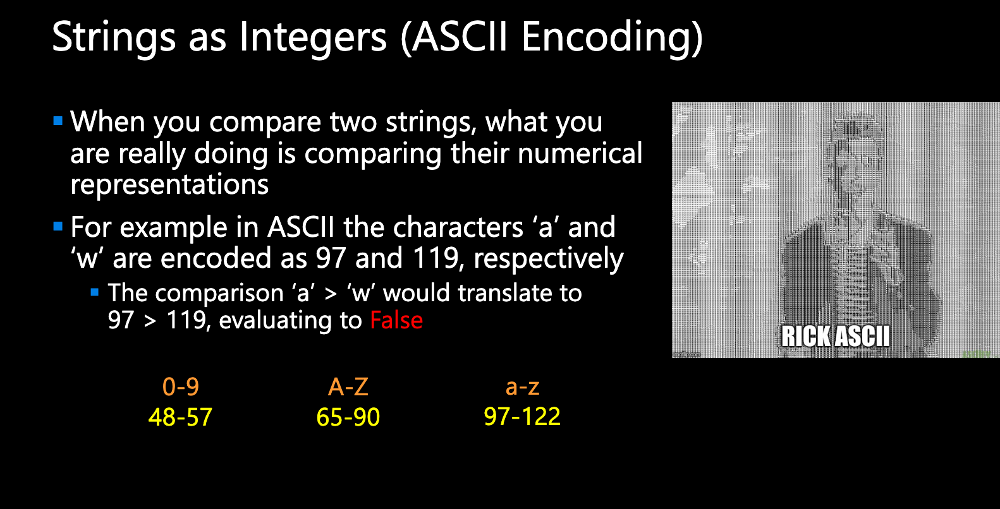 Strings as Integers (ASCII Encoding)
When you compare two strings, what you
are really doing is comparing their numerical
representations
For example in ASCII the characters ‘a’ and
‘w’ are encoded as 97 and 119, respectively
The comparison ‘a’ > ‘w’ would translate to
97 > 119, evaluating to False
RICK ASCII
imgflip.com
0-9 A-Z a-z
48-57 65-90 97-122